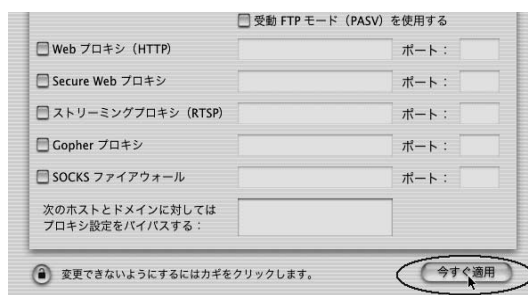 受動 FTP モード（PASV）を使用する
Web プロキシ（HTTP） ポート：
Secure Web プロキシ ポート：
ストリーミングプロキシ（RTSP） ポート：
Gopher プロキシ ポート：
SOCKS ファイアウォール ポート：
次のホストとドメインに対しては
プロキシ設定をバイパスする：
変更できないようにするにはカギをクリックします。 今すぐ適用